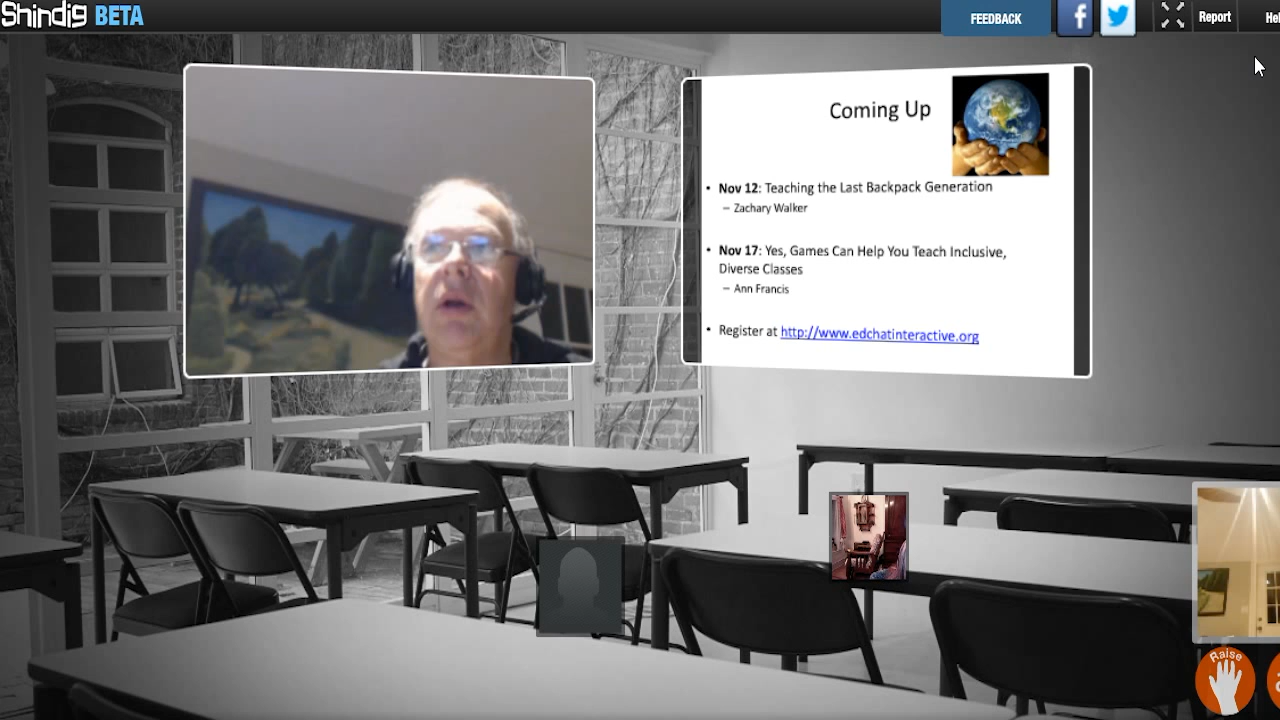 Shindig BETA
FEEDBACK
Report
Coming Up
• Nov 12: Teaching the Last Backpack Generation
– Zachary Walker
• Nov 17: Yes, Games Can Help You Teach Inclusive,
Diverse Classes
– Ann Francis
• Register at http://www.edchatinteractive.org
Raise